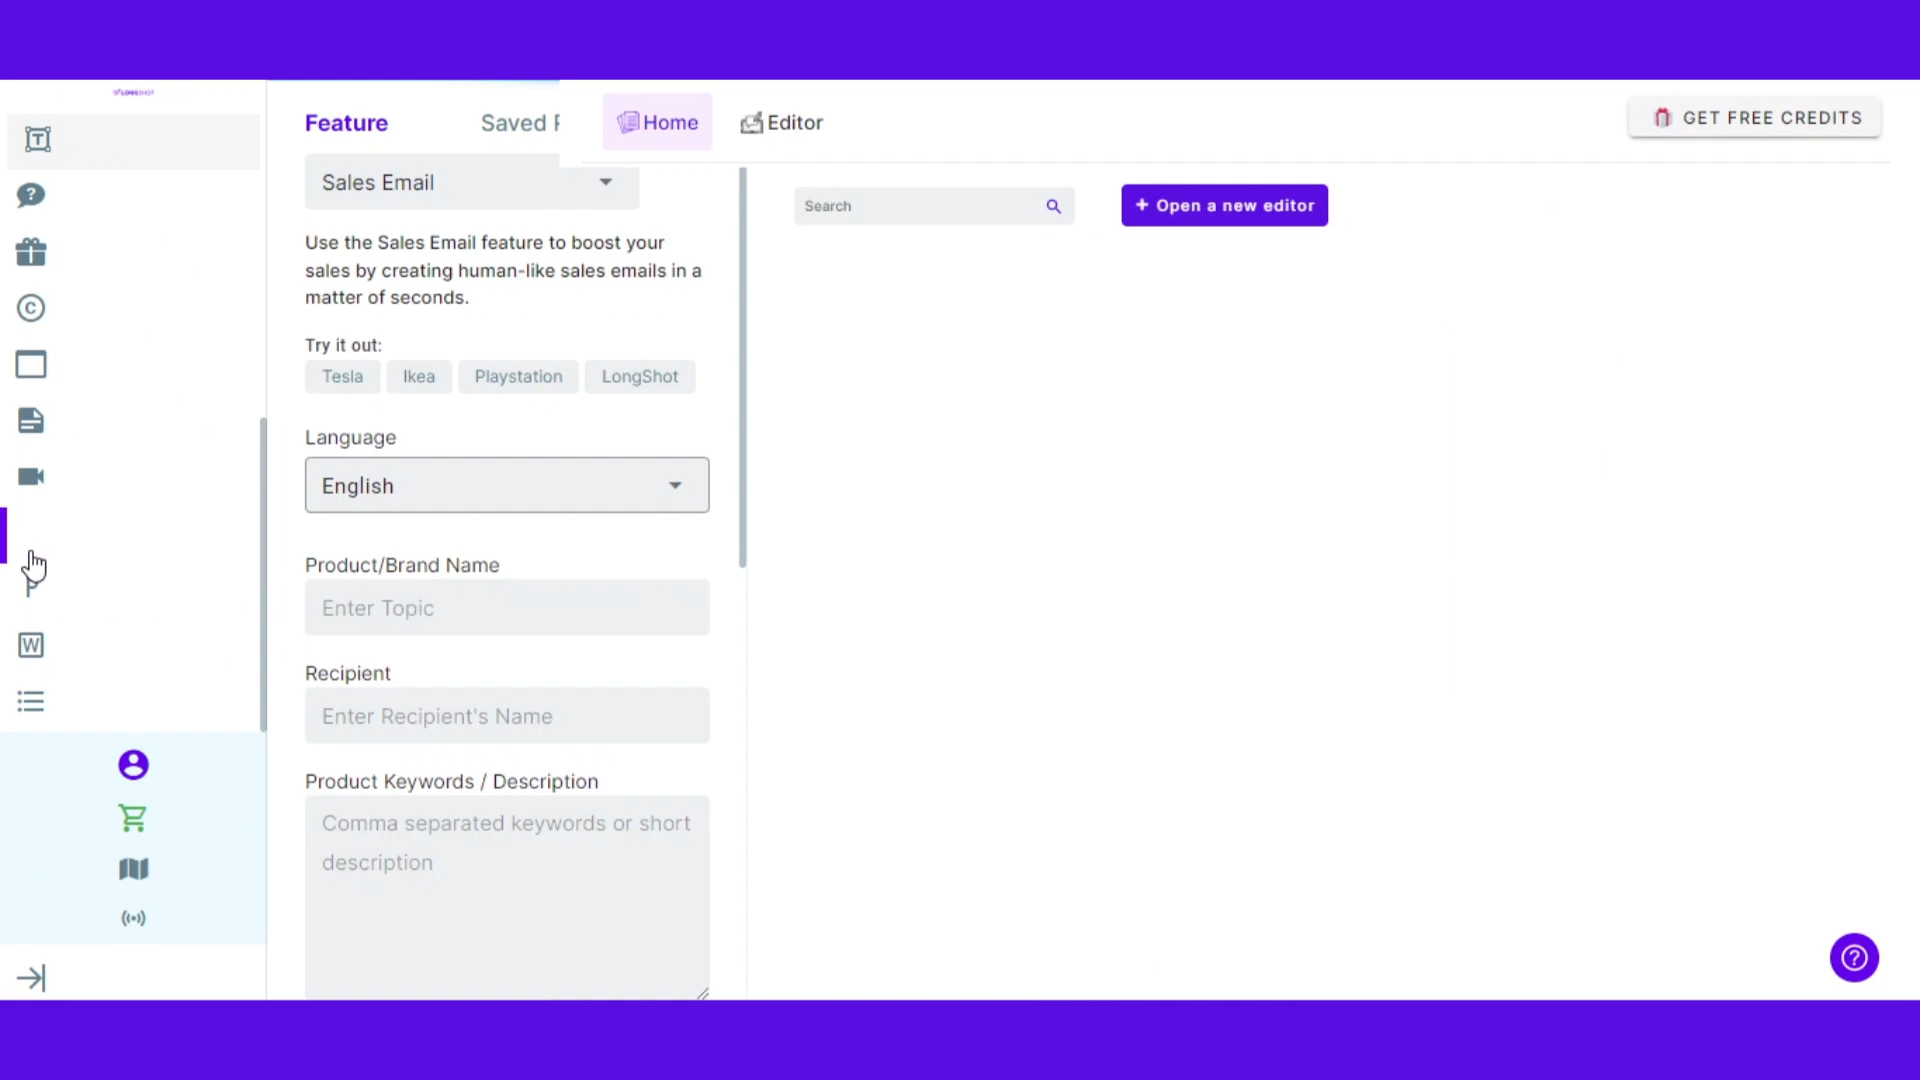 LONGSHOT
Feature
Saved F
Home
Editor
GET FREE CREDITS
Sales Email
Search
+ Open a new editor
Use the Sales Email feature to boost your
sales by creating human-like sales emails in a
matter of seconds.
Try it out:
Tesla
Ikea
Playstation
LongShot
Language
English
Product/Brand Name
Enter Topic
Recipient
Enter Recipient's Name
Product Keywords / Description
Comma separated keywords or short
description